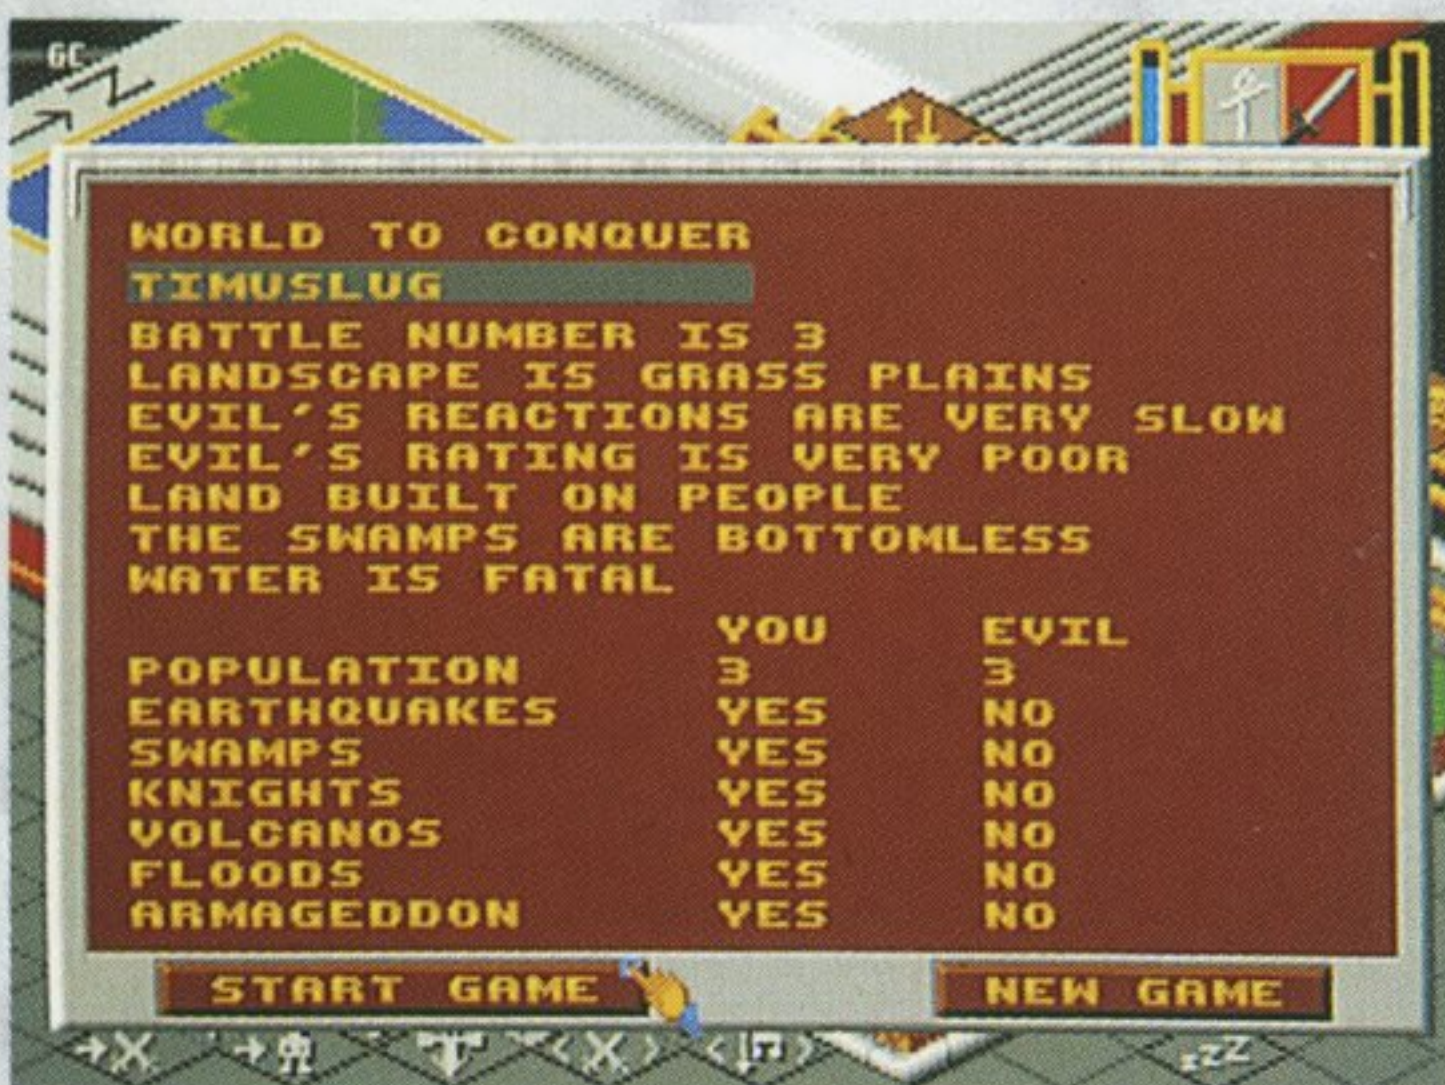 GC
WORLD TO CONQUER
TIMUSLUG
BATTLE NUMBER IS 3
LANDSCAPE IS GRASS PLAINS
EVIL'S REACTIONS ARE VERY SLOW
EVIL'S RATING IS VERY POOR
LAND BUILT ON PEOPLE
THE SWAMPS ARE BOTTOMLESS
WATER IS FATAL
YOU EVIL
POPULATION 3 3
EARTHQUAKES YES NO
SWAMPS YES NO
KNIGHTS YES NO
VOLCANOS YES NO
FLOODS YES NO
ARMAGEDDON YES NO
START GAME NEW GAME
zzZ